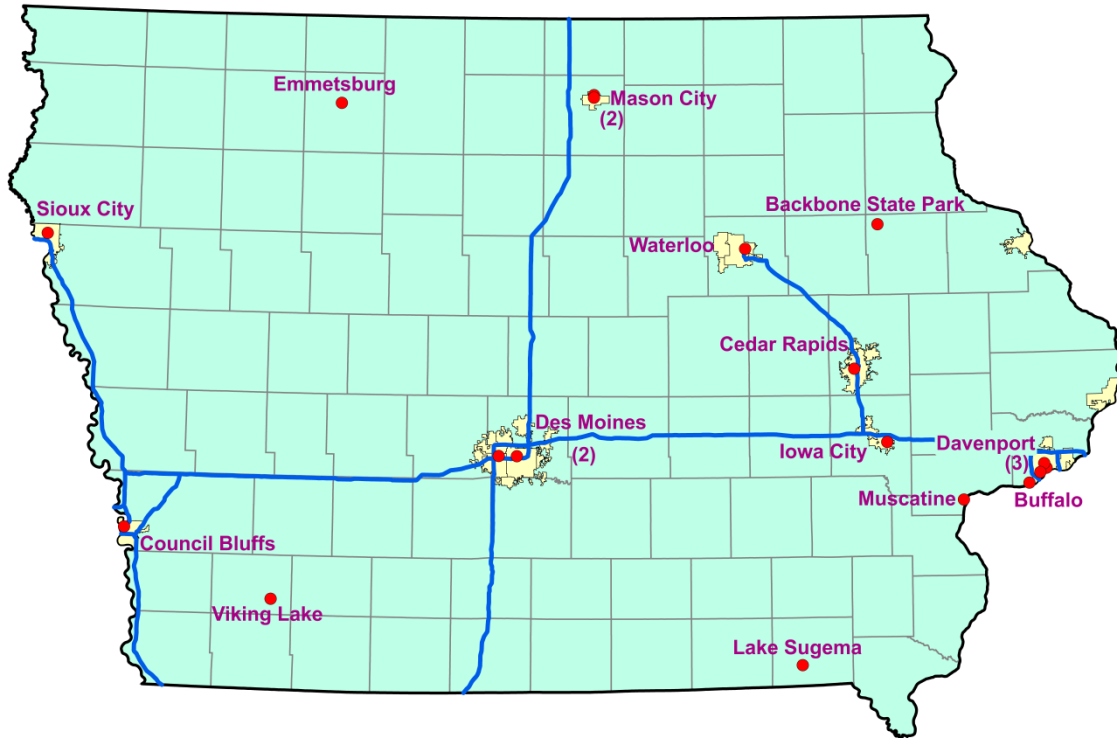 Emmetsburg
Mason City
(2)
Sioux City
Backbone State Park
Waterloo
Cedar Rapids
Des Moines
(2)
Iowa City
Davenport
(3)
Muscatine
Buffalo
Council Bluffs
Viking Lake
Lake Sugema